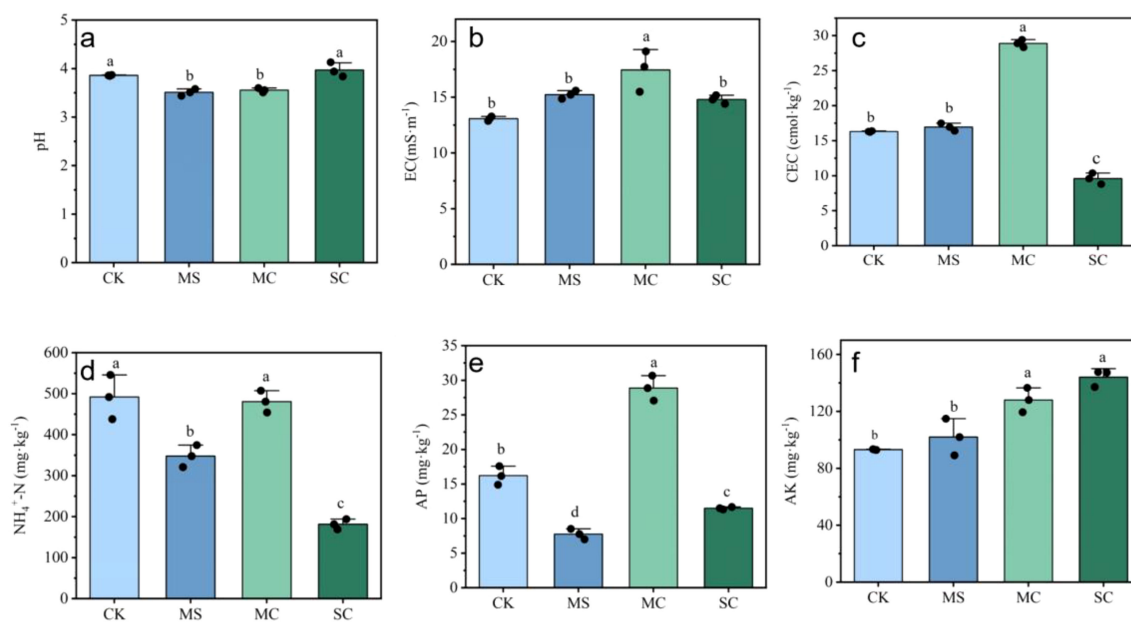 a
pH
5
4
3
2
1
0
a
b
b
a
CK
MS
MC
SC
b
EC(mS·m⁻¹)
20
15
10
5
0
b
b
a
b
CK
MS
MC
SC
c
CEC (cmol·kg⁻¹)
30
25
20
15
10
5
0
b
b
a
c
CK
MS
MC
SC
d
NH₄⁺-N (mg·kg⁻¹)
600
500
400
300
200
100
0
a
b
a
c
CK
MS
MC
SC
e
AP (mg·kg⁻¹)
35
30
25
20
15
10
5
0
b
d
a
c
CK
MS
MC
SC
f
AK (mg·kg⁻¹)
160
120
80
40
0
b
b
a
a
CK
MS
MC
SC